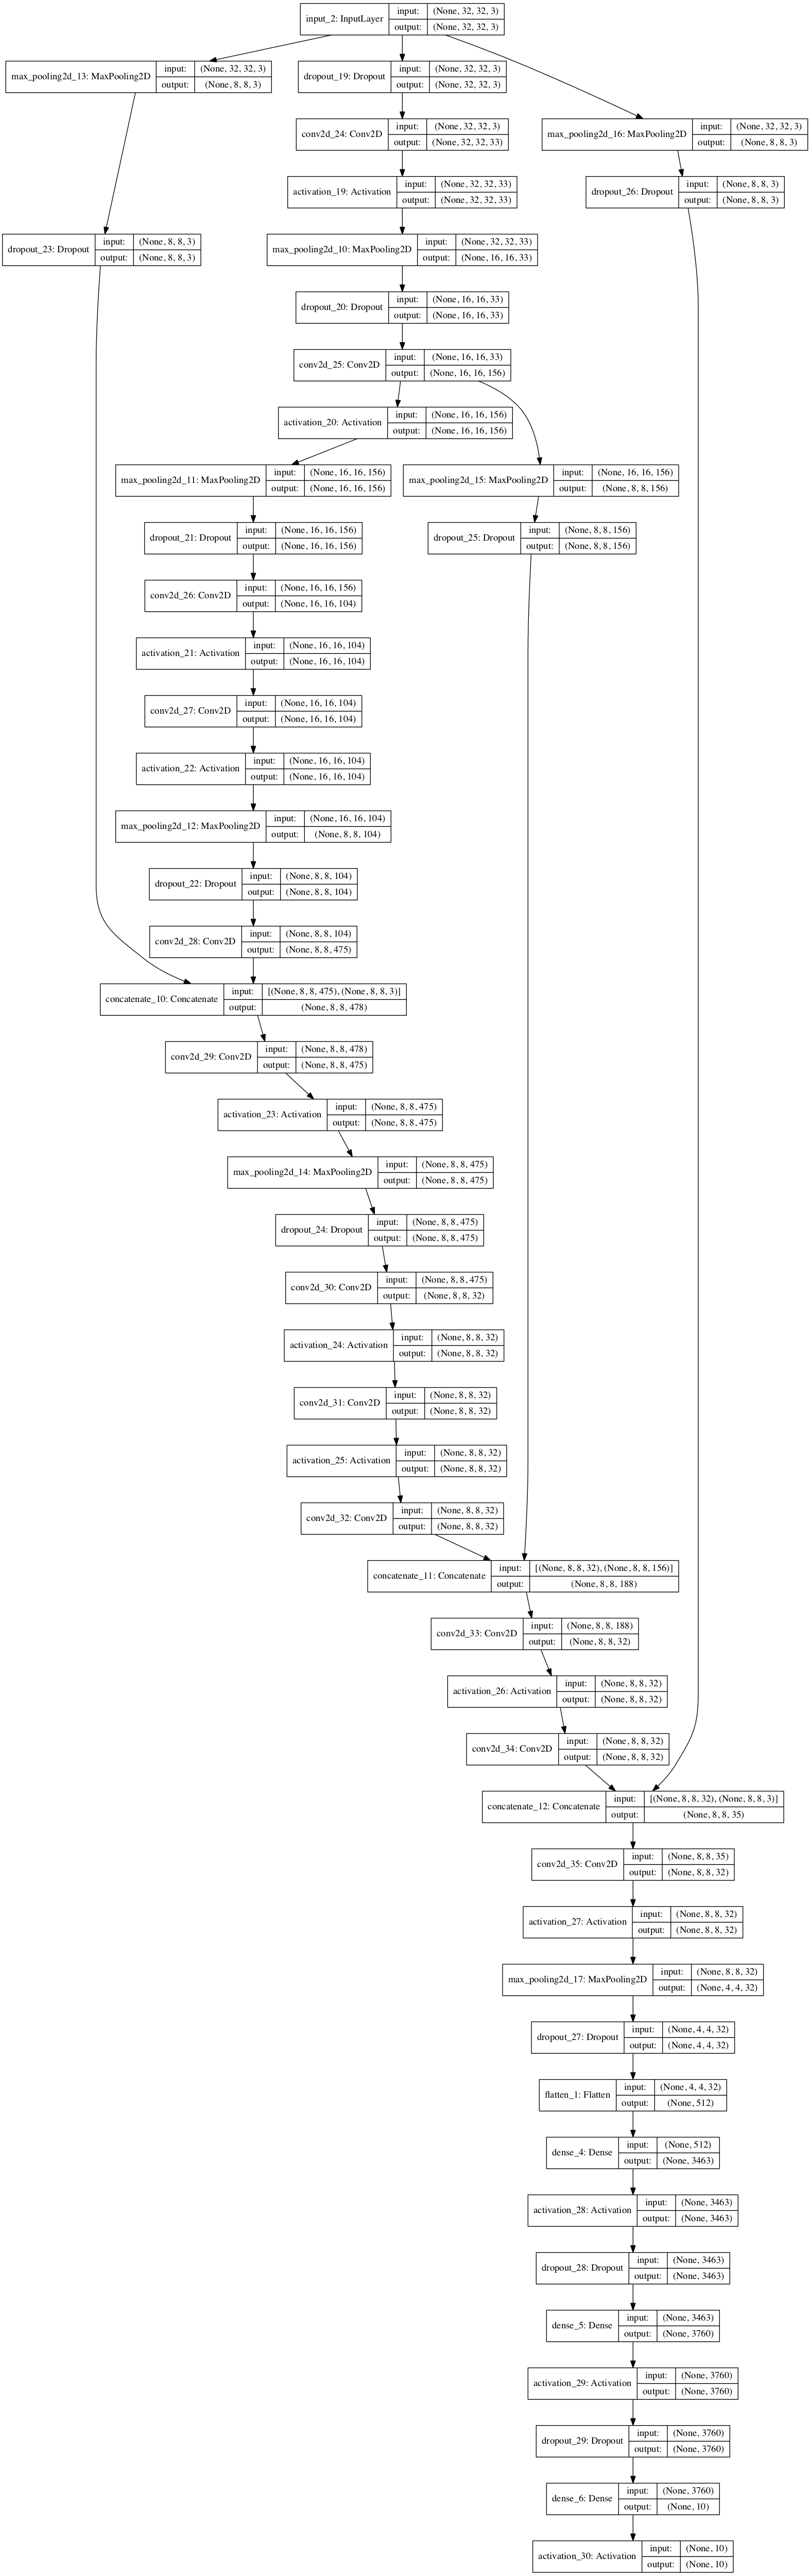 input_2: InputLayer
input: (None, 32, 32, 3)
output: (None, 32, 32, 3)
max_pooling2d_13: MaxPooling2D
input: (None, 32, 32, 3)
output: (None, 8, 8, 3)
dropout_19: Dropout
input: (None, 32, 32, 3)
output: (None, 32, 32, 3)
conv2d_24: Conv2D
input: (None, 32, 32, 3)
output: (None, 32, 32, 33)
max_pooling2d_16: MaxPooling2D
input: (None, 32, 32, 3)
output: (None, 8, 8, 3)
activation_19: Activation
input: (None, 32, 32, 33)
output: (None, 32, 32, 33)
dropout_26: Dropout
input: (None, 8, 8, 3)
output: (None, 8, 8, 3)
dropout_23: Dropout
input: (None, 8, 8, 3)
output: (None, 8, 8, 3)
max_pooling2d_10: MaxPooling2D
input: (None, 32, 32, 33)
output: (None, 16, 16, 33)
dropout_20: Dropout
input: (None, 16, 16, 33)
output: (None, 16, 16, 33)
conv2d_25: Conv2D
input: (None, 16, 16, 33)
output: (None, 16, 16, 156)
activation_20: Activation
input: (None, 16, 16, 156)
output: (None, 16, 16, 156)
max_pooling2d_11: MaxPooling2D
input: (None, 16, 16, 156)
output: (None, 16, 16, 156)
max_pooling2d_15: MaxPooling2D
input: (None, 16, 16, 156)
output: (None, 8, 8, 156)
dropout_21: Dropout
input: (None, 16, 16, 156)
output: (None, 16, 16, 156)
dropout_25: Dropout
input: (None, 8, 8, 156)
output: (None, 8, 8, 156)
conv2d_26: Conv2D
input: (None, 16, 16, 156)
output: (None, 16, 16, 104)
activation_21: Activation
input: (None, 16, 16, 104)
output: (None, 16, 16, 104)
conv2d_27: Conv2D
input: (None, 16, 16, 104)
output: (None, 16, 16, 104)
activation_22: Activation
input: (None, 16, 16, 104)
output: (None, 16, 16, 104)
max_pooling2d_12: MaxPooling2D
input: (None, 16, 16, 104)
output: (None, 8, 8, 104)
dropout_22: Dropout
input: (None, 8, 8, 104)
output: (None, 8, 8, 104)
conv2d_28: Conv2D
input: (None, 8, 8, 104)
output: (None, 8, 8, 475)
concatenate_10: Concatenate
input: [(None, 8, 8, 475), (None, 8, 8, 3)]
output: (None, 8, 8, 478)
conv2d_29: Conv2D
input: (None, 8, 8, 478)
output: (None, 8, 8, 475)
activation_23: Activation
input: (None, 8, 8, 475)
output: (None, 8, 8, 475)
max_pooling2d_14: MaxPooling2D
input: (None, 8, 8, 475)
output: (None, 8, 8, 475)
dropout_24: Dropout
input: (None, 8, 8, 475)
output: (None, 8, 8, 475)
conv2d_30: Conv2D
input: (None, 8, 8, 475)
output: (None, 8, 8, 32)
activation_24: Activation
input: (None, 8, 8, 32)
output: (None, 8, 8, 32)
conv2d_31: Conv2D
input: (None, 8, 8, 32)
output: (None, 8, 8, 32)
activation_25: Activation
input: (None, 8, 8, 32)
output: (None, 8, 8, 32)
conv2d_32: Conv2D
input: (None, 8, 8, 32)
output: (None, 8, 8, 32)
concatenate_11: Concatenate
input: [(None, 8, 8, 32), (None, 8, 8, 156)]
output: (None, 8, 8, 188)
conv2d_33: Conv2D
input: (None, 8, 8, 188)
output: (None, 8, 8, 32)
activation_26: Activation
input: (None, 8, 8, 32)
output: (None, 8, 8, 32)
conv2d_34: Conv2D
input: (None, 8, 8, 32)
output: (None, 8, 8, 32)
concatenate_12: Concatenate
input: [(None, 8, 8, 32), (None, 8, 8, 3)]
output: (None, 8, 8, 35)
conv2d_35: Conv2D
input: (None, 8, 8, 35)
output: (None, 8, 8, 32)
activation_27: Activation
input: (None, 8, 8, 32)
output: (None, 8, 8, 32)
max_pooling2d_17: MaxPooling2D
input: (None, 8, 8, 32)
output: (None, 4, 4, 32)
dropout_27: Dropout
input: (None, 4, 4, 32)
output: (None, 4, 4, 32)
flatten_1: Flatten
input: (None, 4, 4, 32)
output: (None, 512)
dense_4: Dense
input: (None, 512)
output: (None, 3463)
activation_28: Activation
input: (None, 3463)
output: (None, 3463)
dropout_28: Dropout
input: (None, 3463)
output: (None, 3463)
dense_5: Dense
input: (None, 3463)
output: (None, 3760)
activation_29: Activation
input: (None, 3760)
output: (None, 3760)
dropout_29: Dropout
input: (None, 3760)
output: (None, 3760)
dense_6: Dense
input: (None, 3760)
output: (None, 10)
activation_30: Activation
input: (None, 10)
output: (None, 10)